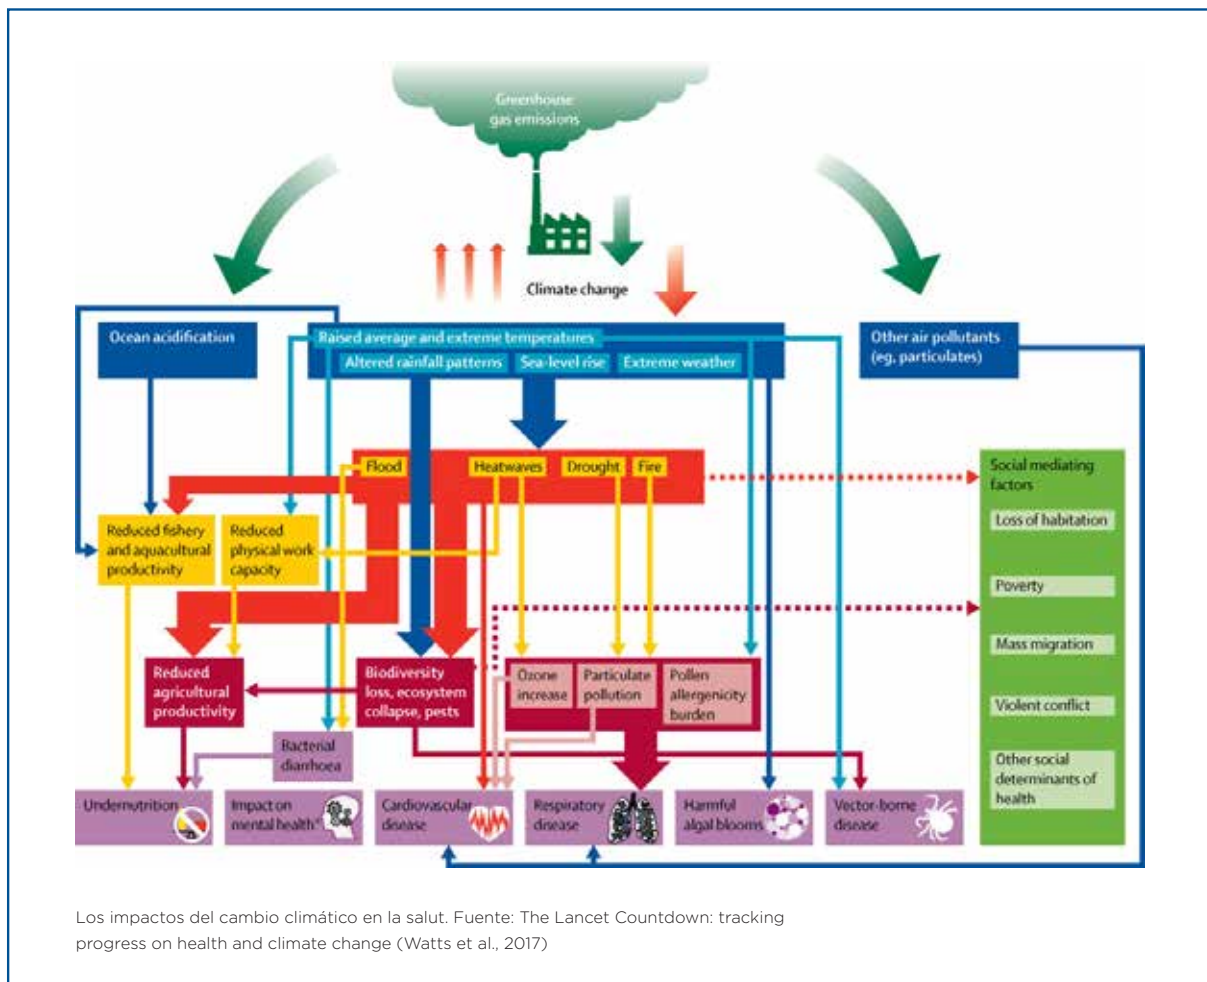 Greenhouse
gas emissions
Climate change
Ocean acidification
Raised average and extreme temperatures
Altered rainfall patterns
Sea-level rise
Extreme weather
Other air pollutants
(eg, particulates)
Flood
Heatwaves
Drought
Fire
Social mediating
factors
Loss of habitation
Poverty
Mass migration
Violent conflict
Other social
determinants of
health
Reduced fishery
and aquacultural
productivity
Reduced
physical work
capacity
Reduced
agricultural
productivity
Biodiversity
loss, ecosystem
collapse, pests
Ozone
increase
Particulate
pollution
Pollen
allergenicity
burden
Bacterial
diarrhoea
Undernutrition
Impact on
mental health*
Cardiovascular
disease
Respiratory
disease
Harmful
algal blooms
Vector-borne
disease
Los impactos del cambio climático en la salut. Fuente: The Lancet Countdown: tracking
progress on health and climate change (Watts et al., 2017)